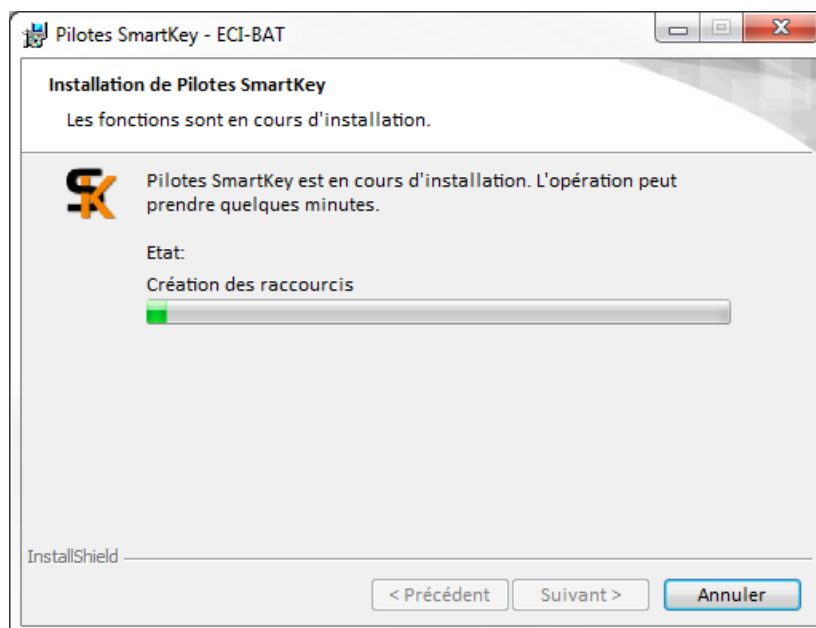 Pilotes SmartKey - ECI-BAT
Installation de Pilotes SmartKey
Les fonctions sont en cours d'installation.
SK
Pilotes SmartKey est en cours d'installation. L'opération peut
prendre quelques minutes.
Etat:
Création des raccourcis
InstallShield
< Précédent
Suivant >
Annuler